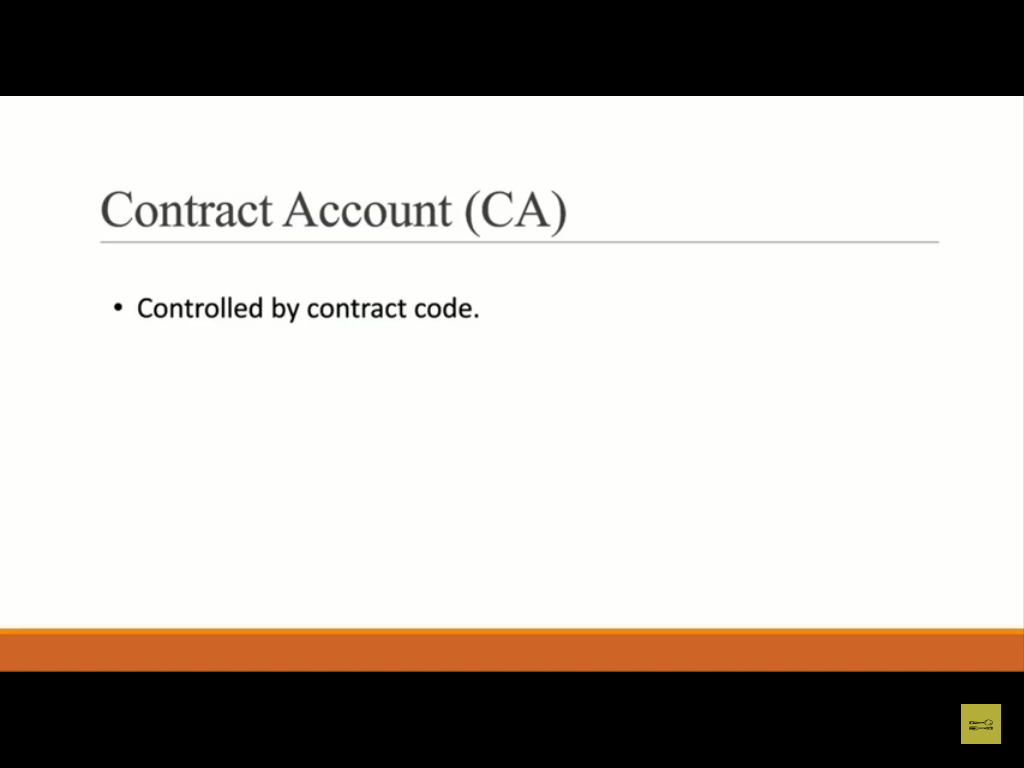 Contract Account (CA)
• Controlled by contract code.